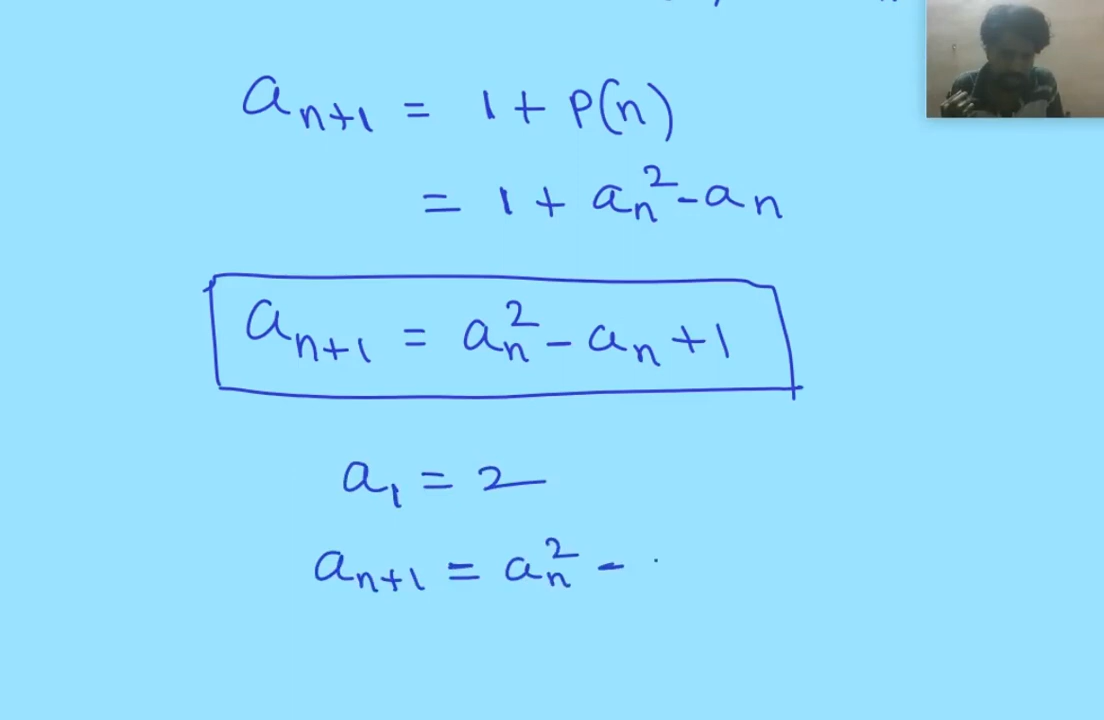 a_{n+1} = 1 + P(n)
= 1 + a_n^2 - a_n
a_{n+1} = a_n^2 - a_n + 1
a_1 = 2
a_{n+1} = a_n^2 -